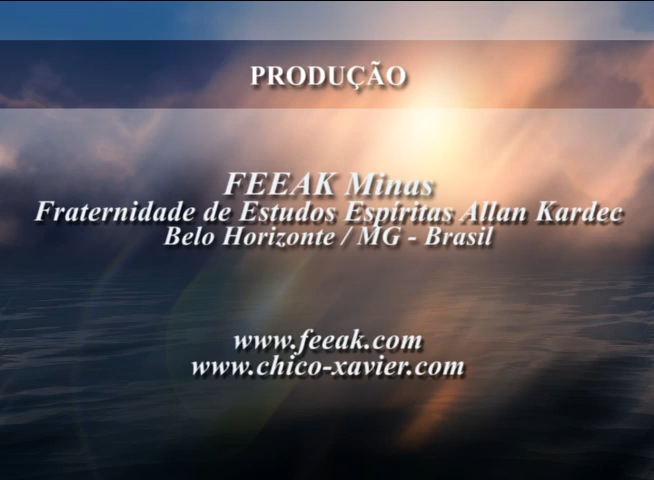 PRODUÇÃO
FEEAK Minas
Fraternidade de Estudos Espíritas Allan Kardec
Belo Horizonte / MG - Brasil
www.feeak.com
www.chico-xavier.com